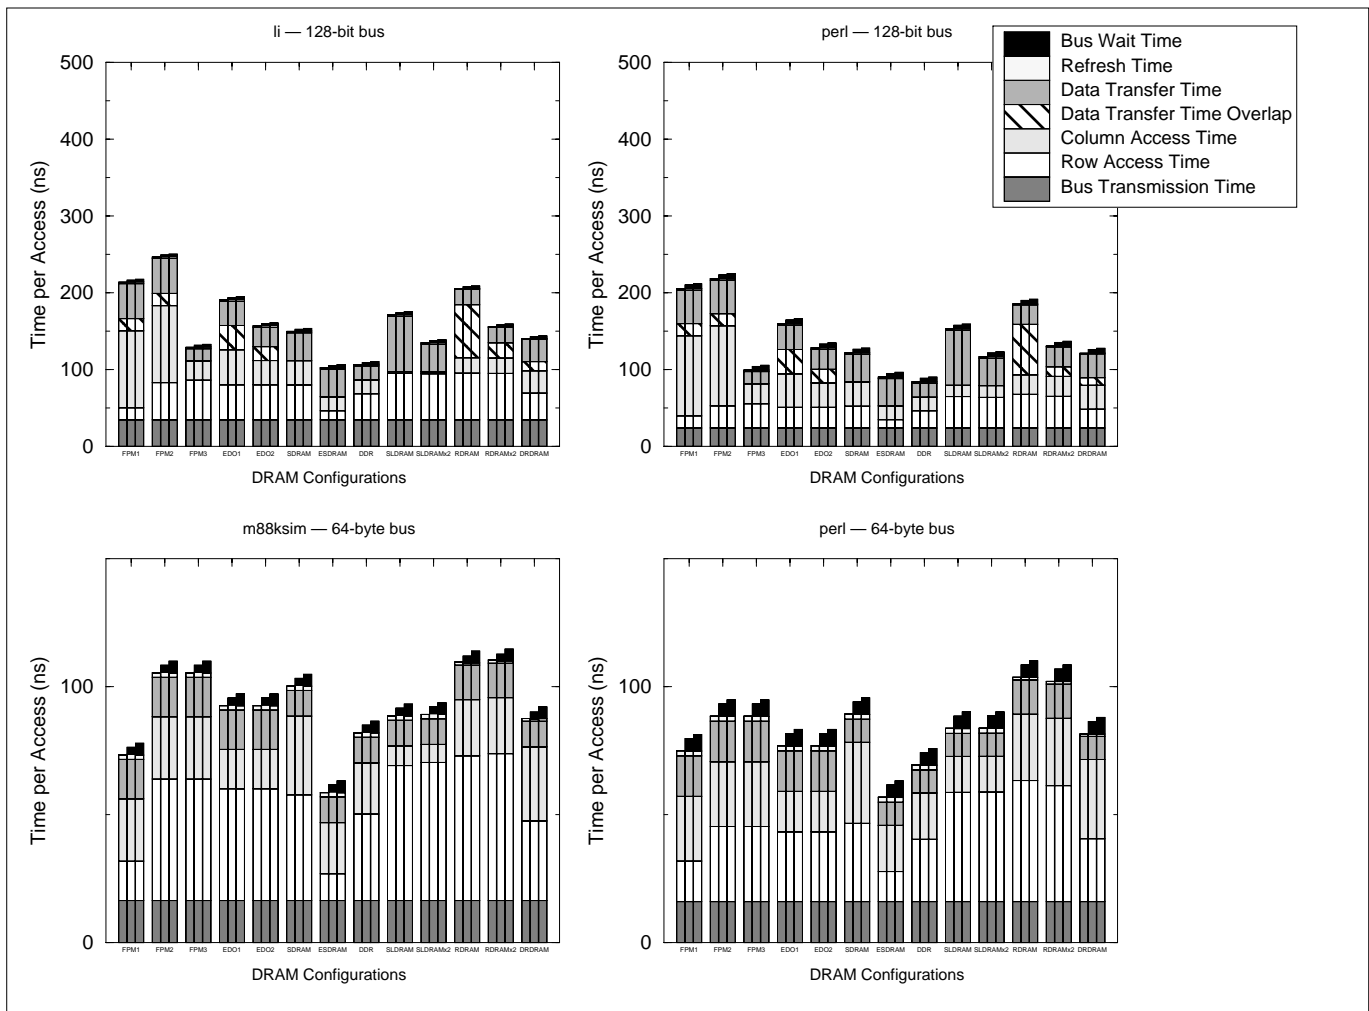 li — 128-bit bus
500
400
300
200
100
0
Time per Access (ns)
FPM1 FPM2 FPM3 EDO1 EDO2 SDRAM ESDRAM DDR SLDRAM SLDRAMx2 RDRAM RDRAMx2 DRDRAM
DRAM Configurations
perl — 128-bit bus
500
400
300
200
100
0
Time per Access (ns)
FPM1 FPM2 FPM3 EDO1 EDO2 SDRAM ESDRAM DDR SLDRAM SLDRAMx2 RDRAM RDRAMx2 DRDRAM
DRAM Configurations
Bus Wait Time
Refresh Time
Data Transfer Time
Data Transfer Time Overlap
Column Access Time
Row Access Time
Bus Transmission Time
m88ksim — 64-byte bus
100
0
Time per Access (ns)
FPM1 FPM2 FPM3 EDO1 EDO2 SDRAM ESDRAM DDR SLDRAM SLDRAMx2 RDRAM RDRAMx2 DRDRAM
DRAM Configurations
perl — 64-byte bus
100
0
Time per Access (ns)
FPM1 FPM2 FPM3 EDO1 EDO2 SDRAM ESDRAM DDR SLDRAM SLDRAMx2 RDRAM RDRAMx2 DRDRAM
DRAM Configurations